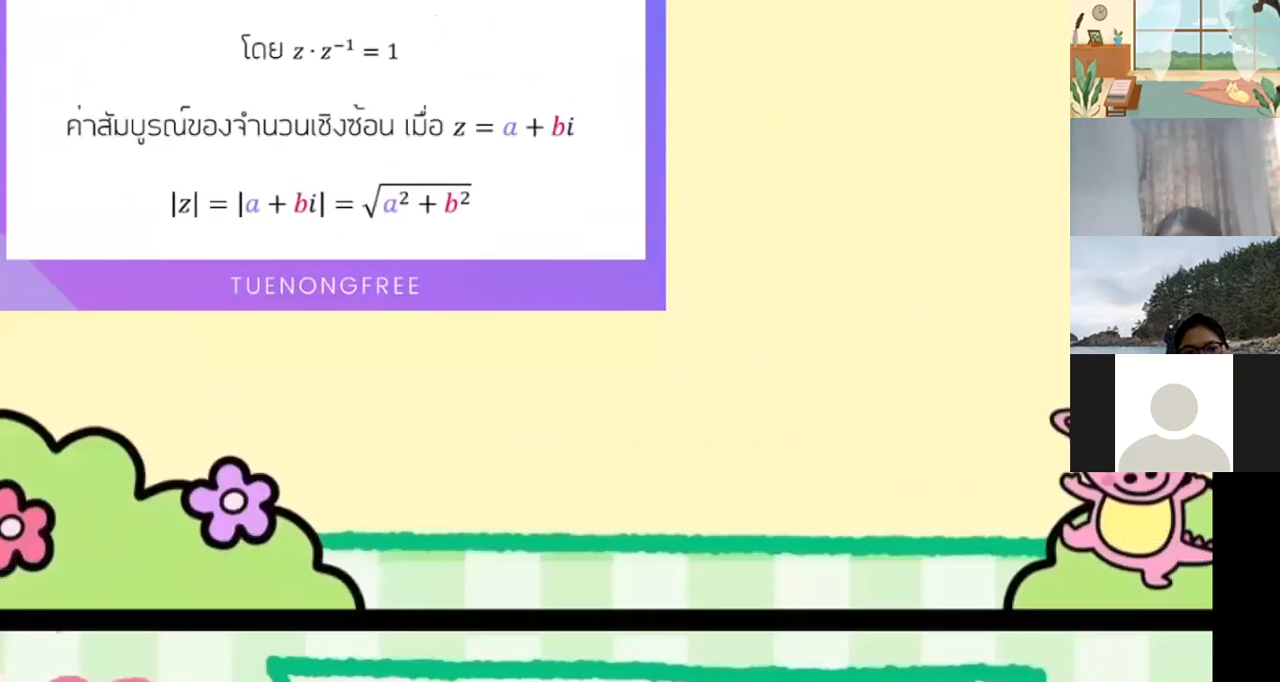 โดย z · z⁻¹ = 1
ค่าสัมบูรณ์ของจำนวนเชิงซ้อน เมื่อ z = a + bi
|z| = |a + bi| = √(a² + b²)
TUENONGFREE